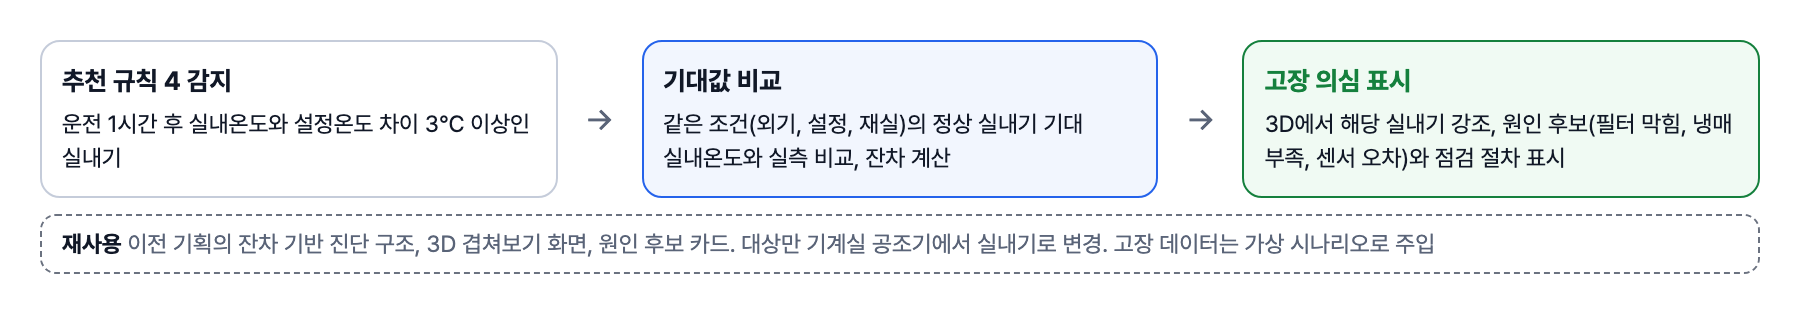 추천 규칙 4 감지
운전 1시간 후 실내온도와 설정온도 차이 3°C 이상인
실내기
→
기대값 비교
같은 조건(외기, 설정, 재실)의 정상 실내기 기대
실내온도와 실측 비교, 잔차 계산
→
고장 의심 표시
3D에서 해당 실내기 강조, 원인 후보(필터 막힘, 냉매
부족, 센서 오차)와 점검 절차 표시
재사용 이전 기획의 잔차 기반 진단 구조, 3D 겹쳐보기 화면, 원인 후보 카드. 대상만 기계실 공조기에서 실내기로 변경. 고장 데이터는 가상 시나리오로 주입